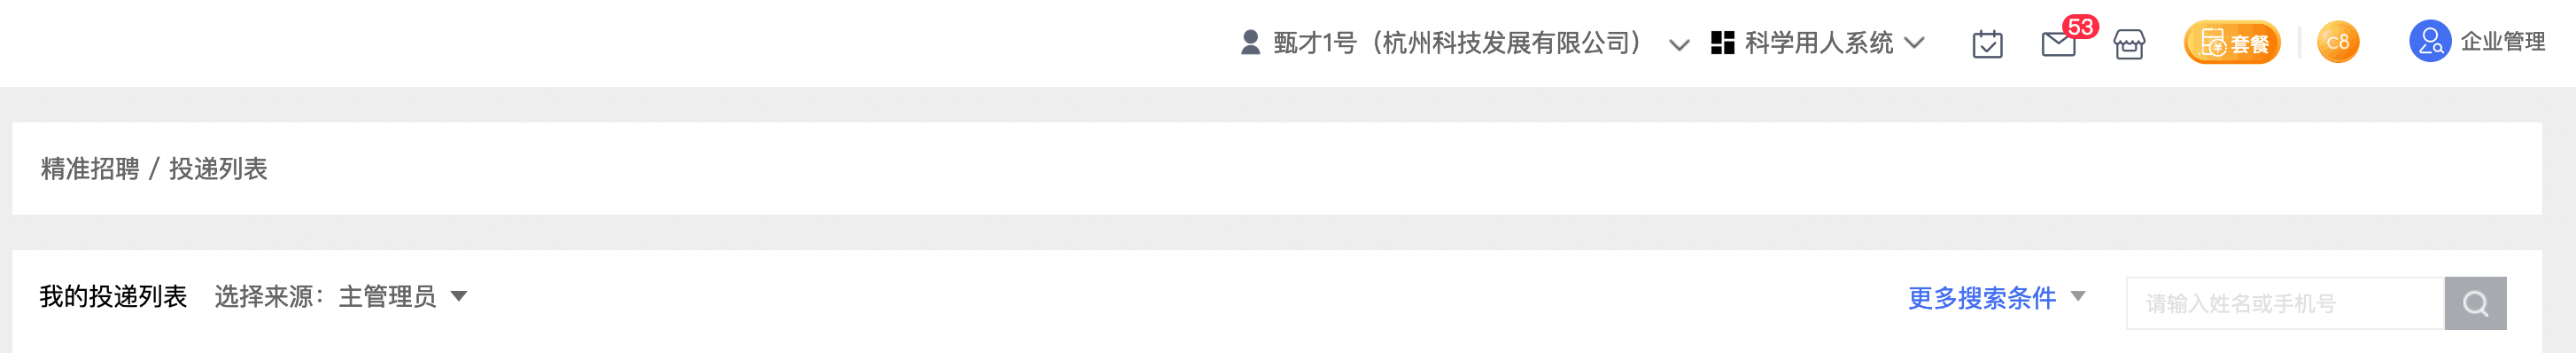 甄才1号（杭州科技发展有限公司） 科学用人系统 53 套餐 c8 企业管理
精准招聘 / 投递列表
我的投递列表 选择来源：主管理员 更多搜索条件 请输入姓名或手机号